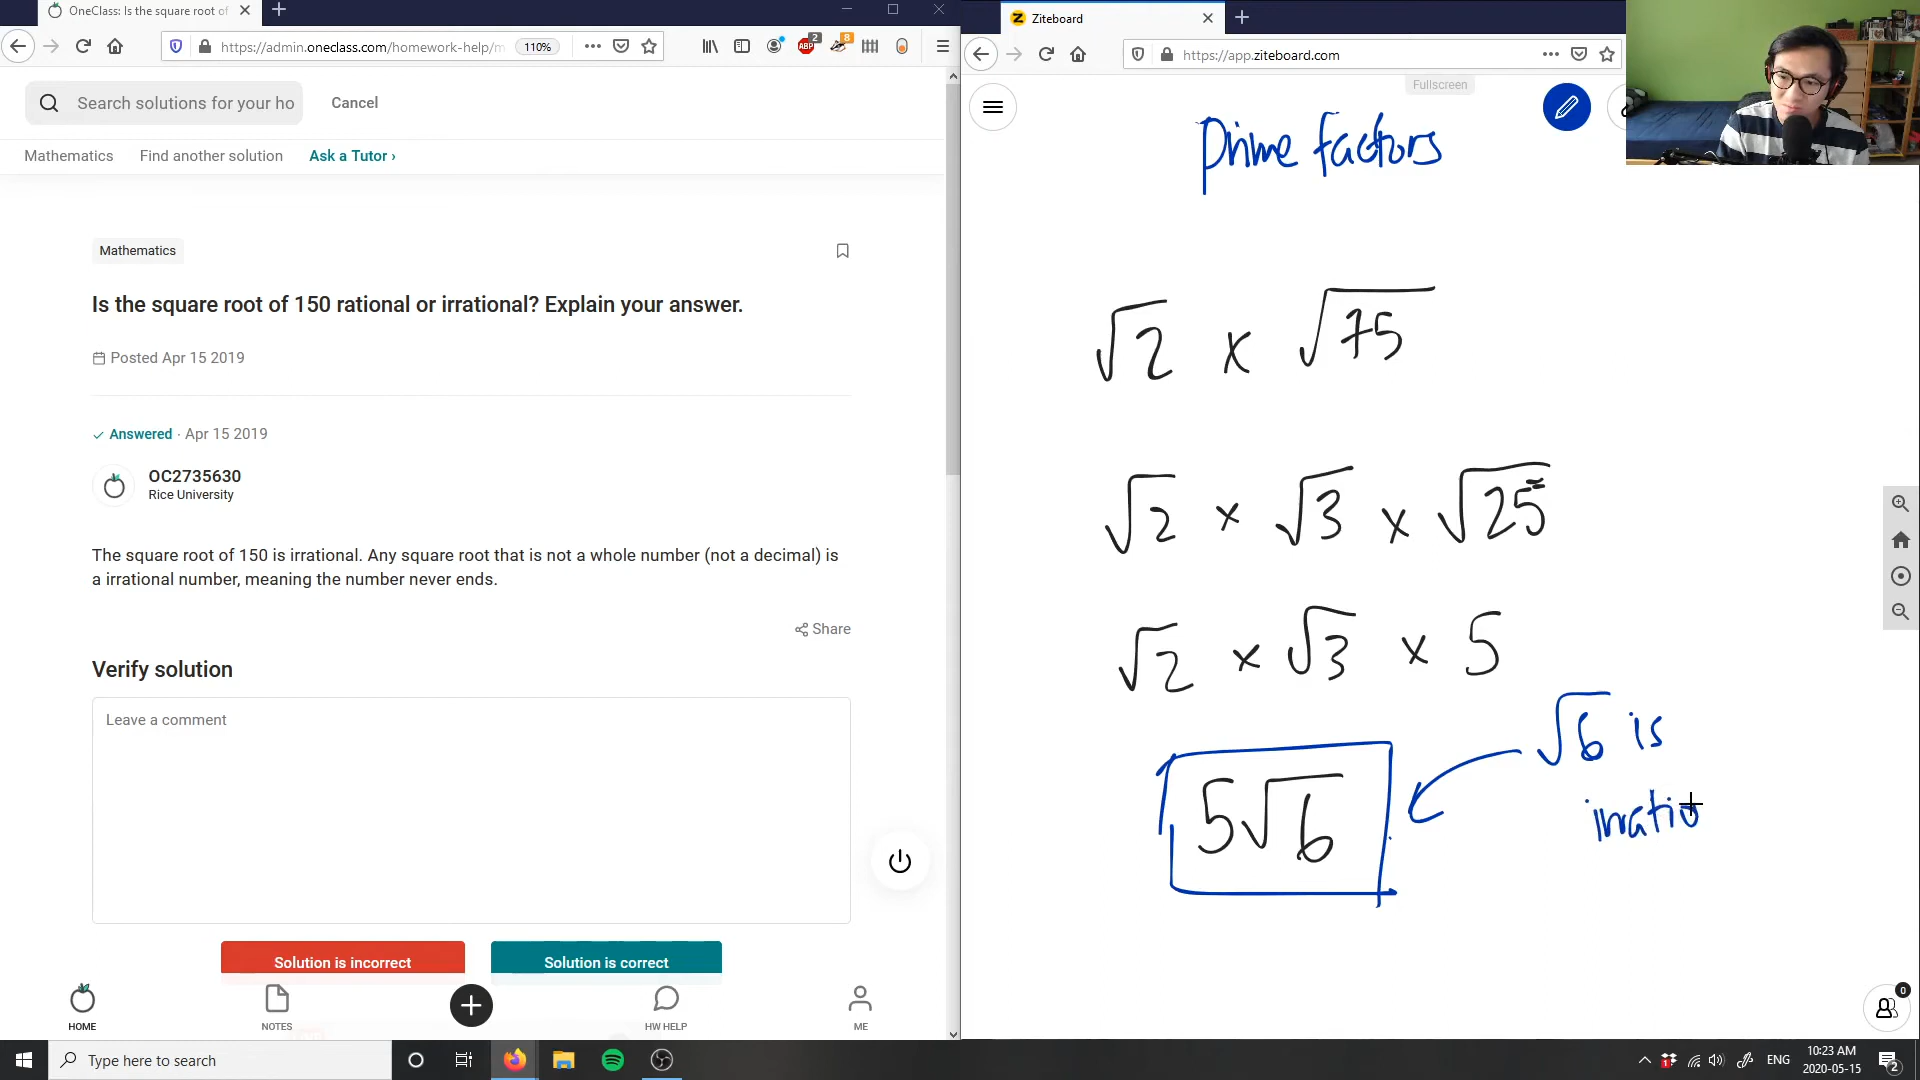 OneClass: Is the square root of
https://admin.oneclass.com/homework-help/m
110%
2
8
Search solutions for your ho
Cancel
Mathematics
Find another solution
Ask a Tutor ›
Mathematics
Is the square root of 150 rational or irrational? Explain your answer.
Posted Apr 15 2019
Answered · Apr 15 2019
OC2735630
Rice University
The square root of 150 is irrational. Any square root that is not a whole number (not a decimal) is
a irrational number, meaning the number never ends.
Share
Verify solution
Leave a comment
Solution is incorrect
Solution is correct
HOME
NOTES
HW HELP
ME
Ziteboard
https://app.ziteboard.com
Fullscreen
Prime factors
√2 x √75
√2 x √3 x √25
√2 x √3 x 5
√6 is
irratio
5√6
0
Type here to search
ENG
10:23 AM
2020-05-15
2